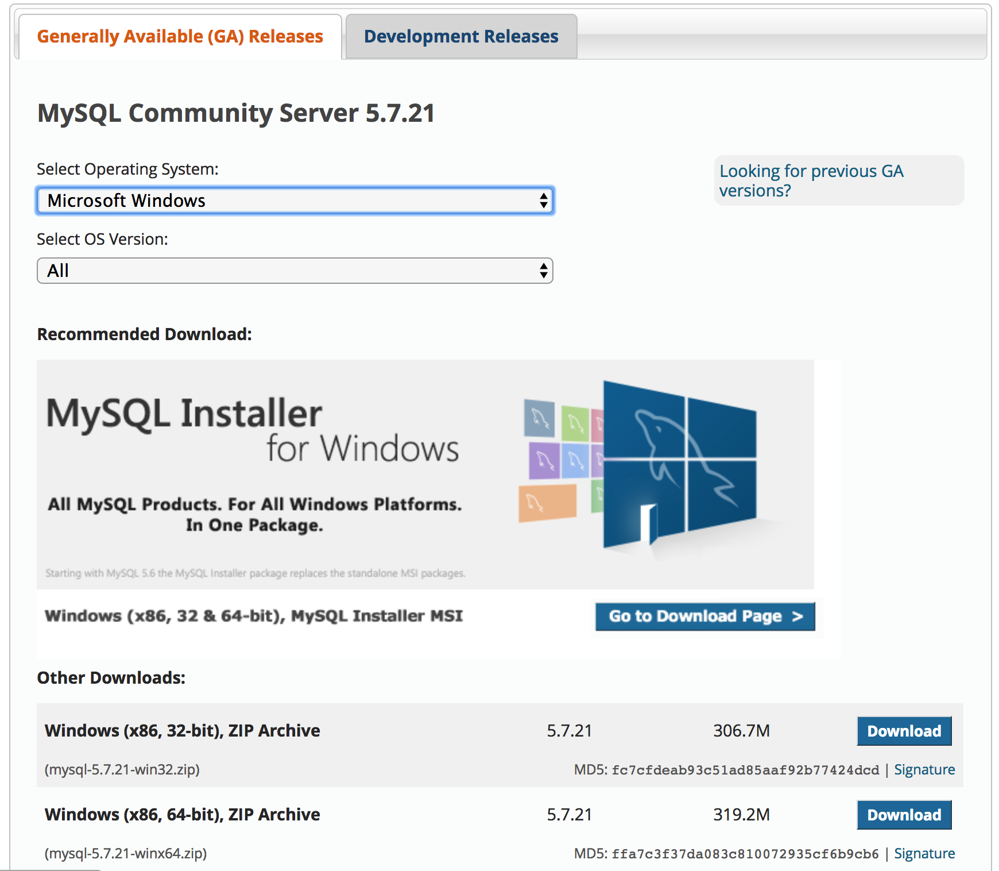 Generally Available (GA) Releases
Development Releases
MySQL Community Server 5.7.21
Select Operating System:
Looking for previous GA
versions?
Microsoft Windows
Select OS Version:
All
Recommended Download:
MySQL Installer
for Windows
All MySQL Products. For All Windows Platforms.
In One Package.
Starting with MySQL 5.6 the MySQL Installer package replaces the standalone MSI packages.
Windows (x86, 32 & 64-bit), MySQL Installer MSI
Go to Download Page >
Other Downloads:
Windows (x86, 32-bit), ZIP Archive 5.7.21 306.7M Download
(mysql-5.7.21-win32.zip) MD5: fc7cfdeab93c51ad85aaf92b77424dcd | Signature
Windows (x86, 64-bit), ZIP Archive 5.7.21 319.2M Download
(mysql-5.7.21-winx64.zip) MD5: ffa7c3f37da083c810072935cf6b9cb6 | Signature